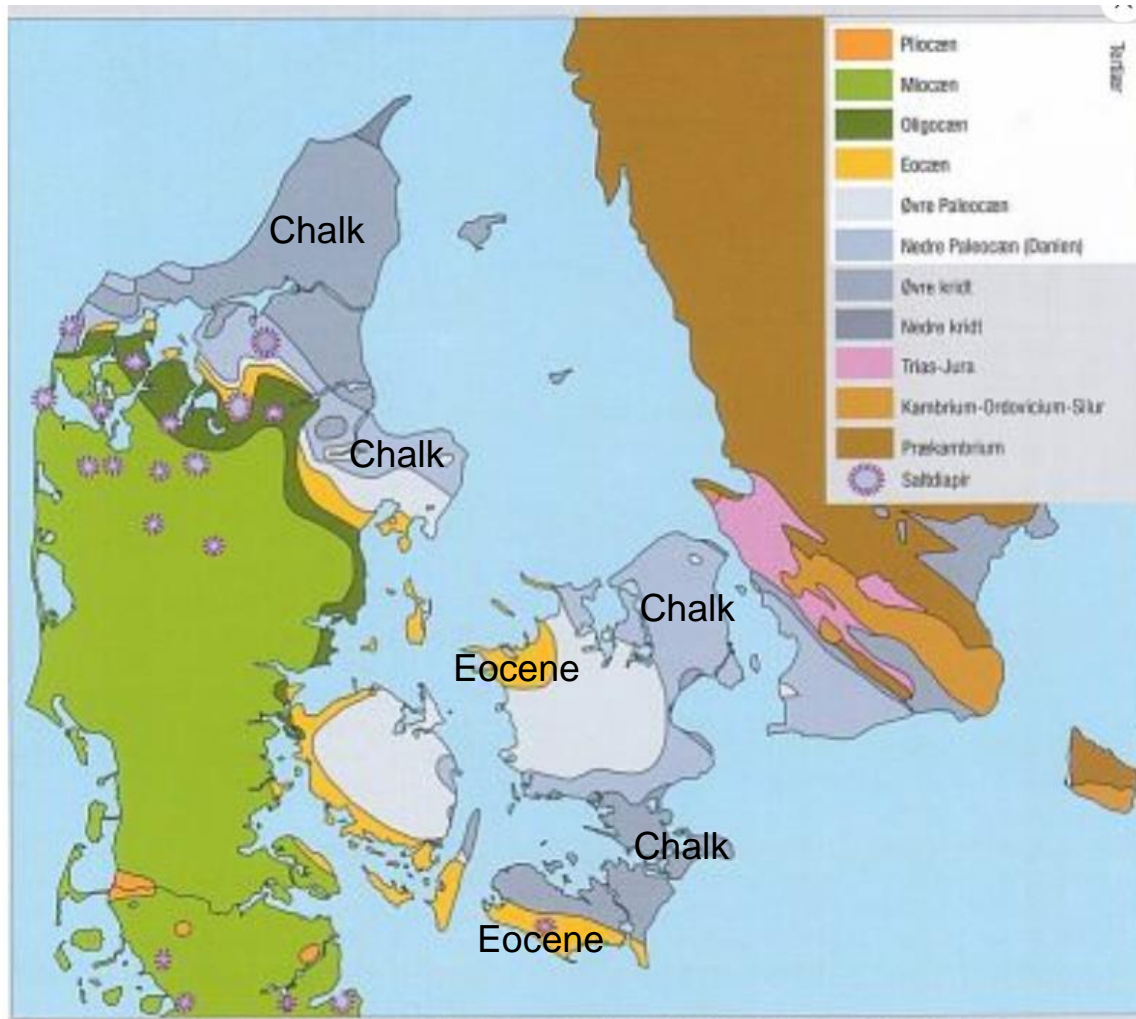 Pliocæn
Miocæn
Oligocæn
Eocæn
Øvre Paleocæn
Nedre Paleocæn (Danien)
Øvre kridt
Nedre kridt
Trias-Jura
Kambrium-Ordovicium-Silur
Prækambrium
Saltdiapir
Tertiær
Chalk
Chalk
Chalk
Eocene
Chalk
Eocene